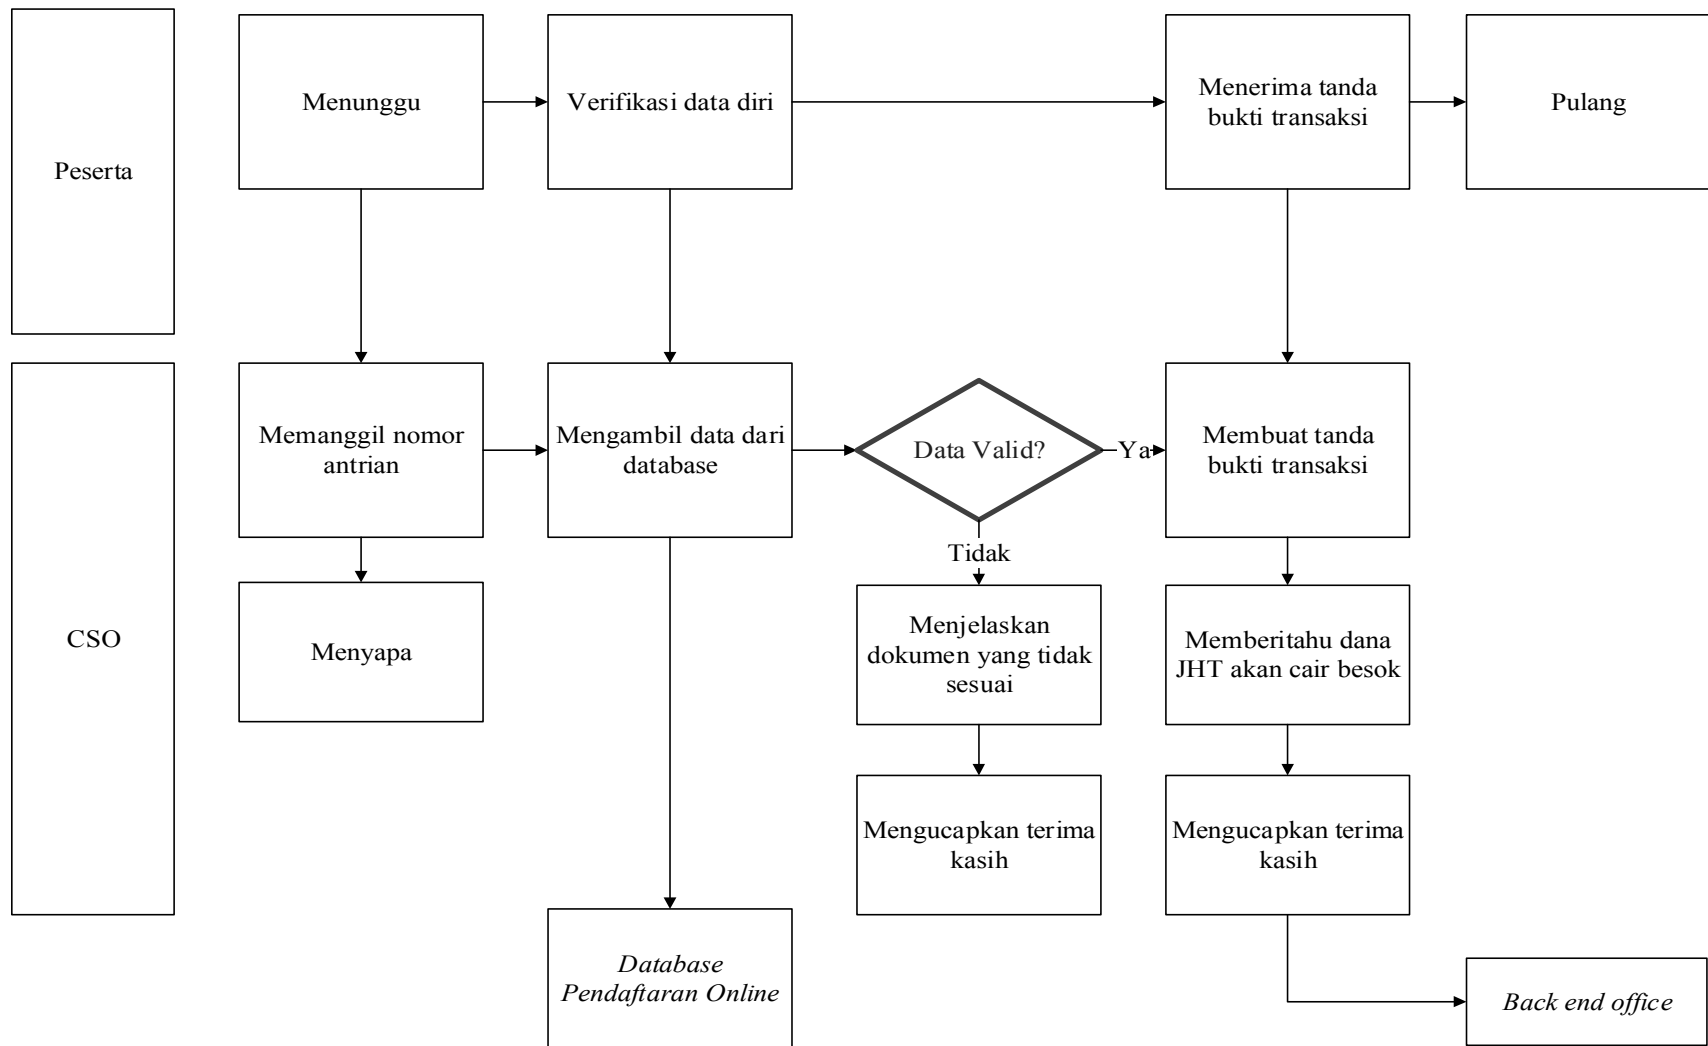 Peserta
Menunggu
Verifikasi data diri
Menerima tanda
bukti transaksi
Pulang
CSO
Memanggil nomor
antrian
Mengambil data dari
database
Data Valid?
Ya
Membuat tanda
bukti transaksi
Tidak
Menyapa
Menjelaskan
dokumen yang tidak
sesuai
Memberitahu dana
JHT akan cair besok
Mengucapkan terima
kasih
Mengucapkan terima
kasih
Database
Pendaftaran Online
Back end office